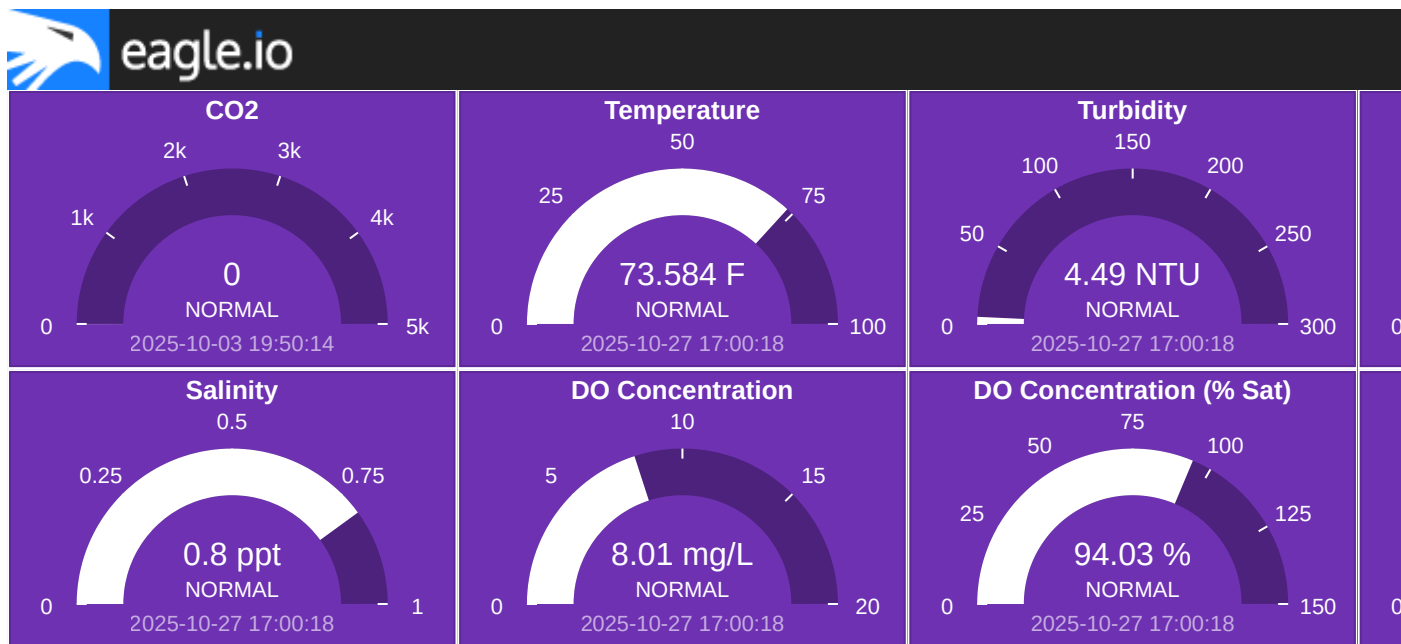 eagle.io
CO2
0
1k
2k
3k
4k
5k
0
NORMAL
2025-10-03 19:50:14
Temperature
0
25
50
75
100
73.584 F
NORMAL
2025-10-27 17:00:18
Turbidity
0
50
100
150
200
250
300
4.49 NTU
NORMAL
2025-10-27 17:00:18
Salinity
0
0.25
0.5
0.75
1
0.8 ppt
NORMAL
2025-10-27 17:00:18
DO Concentration
0
5
10
15
20
8.01 mg/L
NORMAL
2025-10-27 17:00:18
DO Concentration (% Sat)
0
25
50
75
100
125
150
94.03 %
NORMAL
2025-10-27 17:00:18